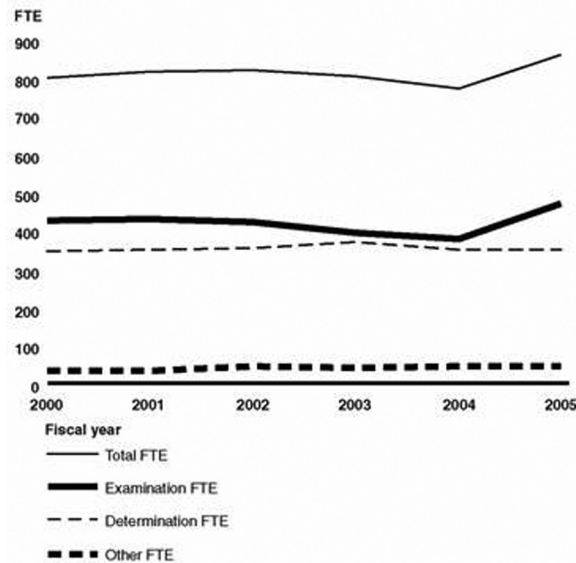 FTE
900
800
700
600
500
400
300
200
100
0
2000 2001 2002 2003 2004 2005
Fiscal year
Total FTE
Examination FTE
Determination FTE
Other FTE